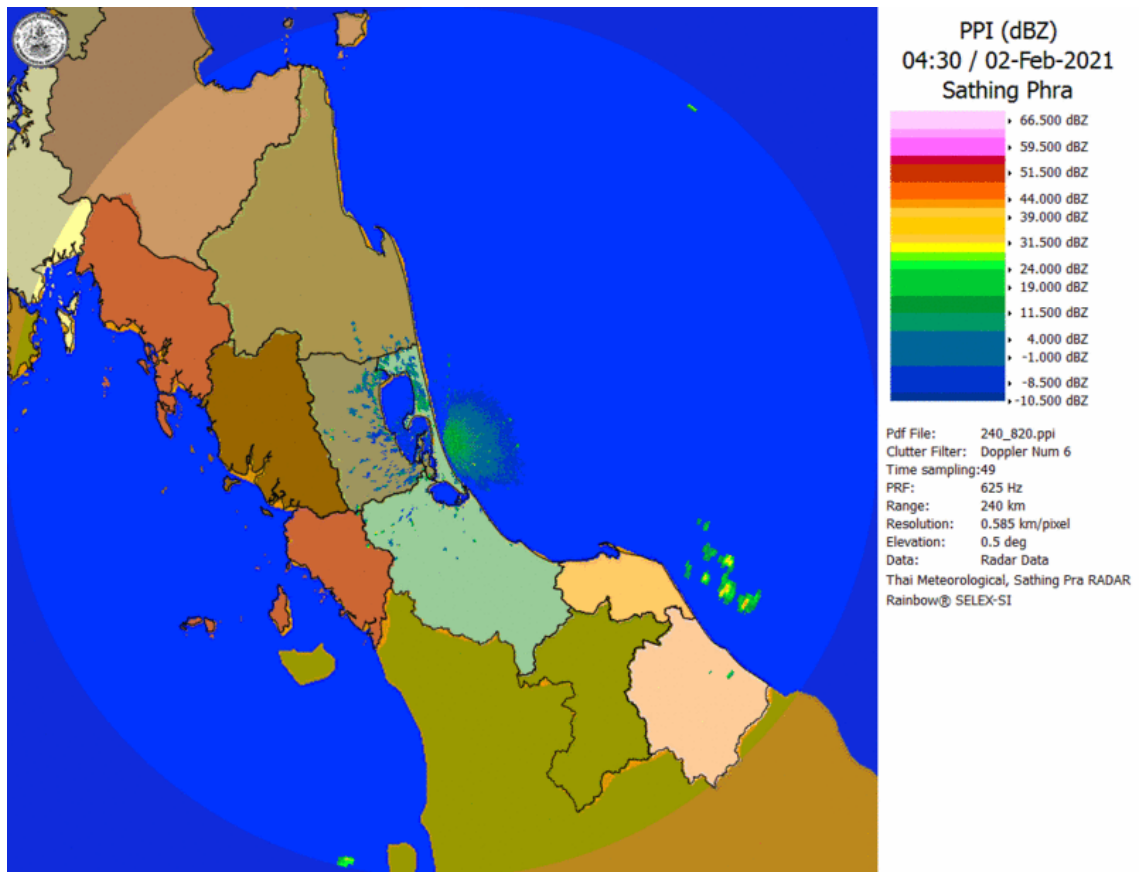 PPI (dBZ)
04:30 / 02-Feb-2021
Sathing Phra
66.500 dBZ
59.500 dBZ
51.500 dBZ
44.000 dBZ
39.000 dBZ
31.500 dBZ
24.000 dBZ
19.000 dBZ
11.500 dBZ
4.000 dBZ
-1.000 dBZ
-8.500 dBZ
-10.500 dBZ
Pdf File: 240_820.ppi
Clutter Filter: Doppler Num 6
Time sampling:49
PRF: 625 Hz
Range: 240 km
Resolution: 0.585 km/pixel
Elevation: 0.5 deg
Data: Radar Data
Thai Meteorological, Sathing Pra RADAR
Rainbow® SELEX-SI